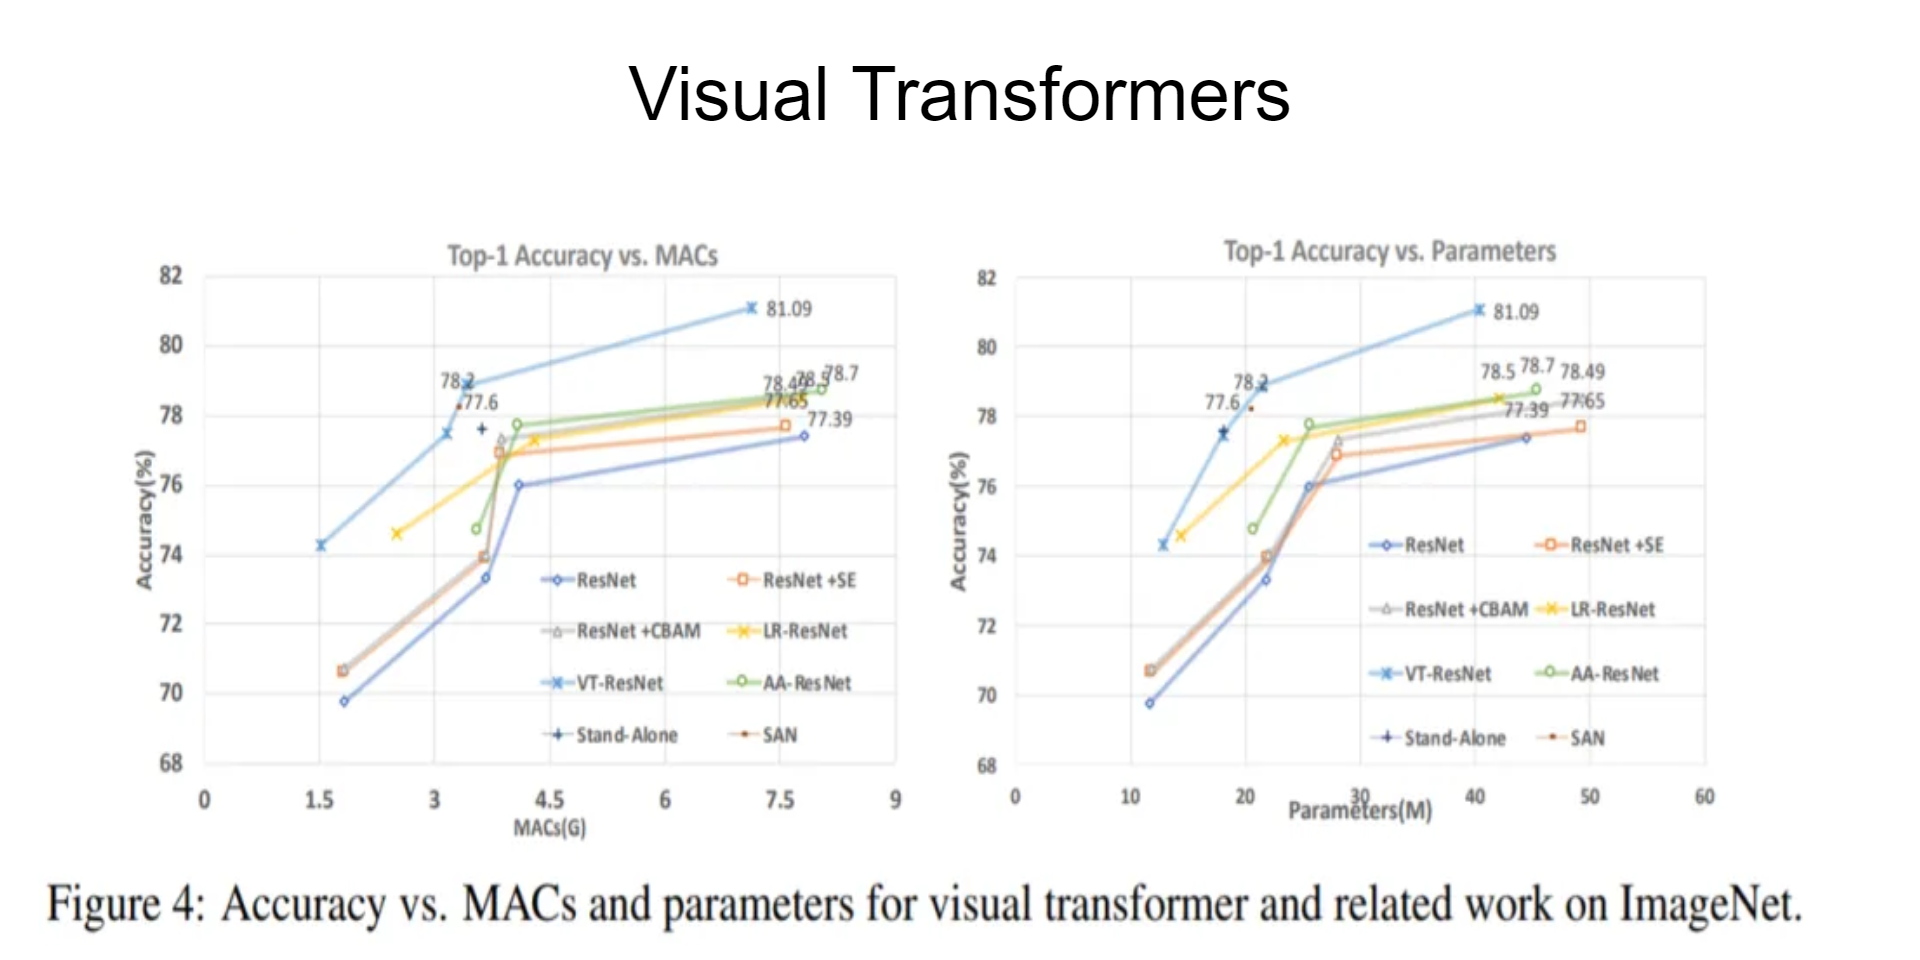 Visual Transformers
Top-1 Accuracy vs. MACs
82
80
78
76
74
72
70
68
Accuracy(%)
81.09
78.2
77.6
78.49
78.5
78.7
77.65
77.39
ResNet
ResNet +SE
ResNet +CBAM
LR-ResNet
VT-ResNet
AA-ResNet
Stand-Alone
SAN
0 1.5 3 4.5 6 7.5 9
MACs(G)
Top-1 Accuracy vs. Parameters
82
80
78
76
74
72
70
68
Accuracy(%)
81.09
78.2
77.6
78.5
78.7
78.49
77.39
77.65
ResNet
ResNet +SE
ResNet +CBAM
LR-ResNet
VT-ResNet
AA-ResNet
Stand-Alone
SAN
0 10 20 30 40 50 60
Parameters(M)
Figure 4: Accuracy vs. MACs and parameters for visual transformer and related work on ImageNet.